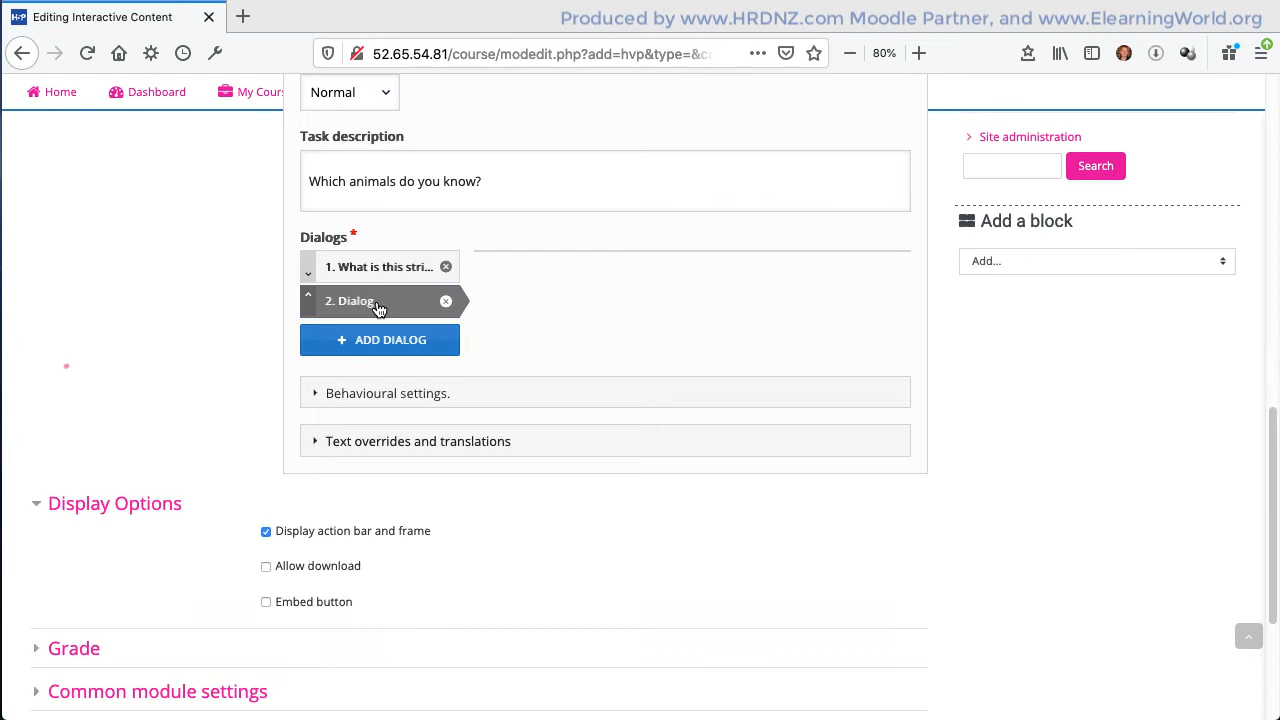 H-P Editing Interactive Content
Produced by www.HRDNZ.com Moodle Partner, and www.ElearningWorld.org
52.65.54.81/course/modedit.php?add=hvp&type=&c
80%
Home
Dashboard
My Cour
Normal
Site administration
Task description
Search
Which animals do you know?
Add a block
Dialogs *
Add...
1. What is this stri...
2. Dialog
+ ADD DIALOG
Behavioural settings.
Text overrides and translations
Display Options
Display action bar and frame
Allow download
Embed button
Grade
Common module settings